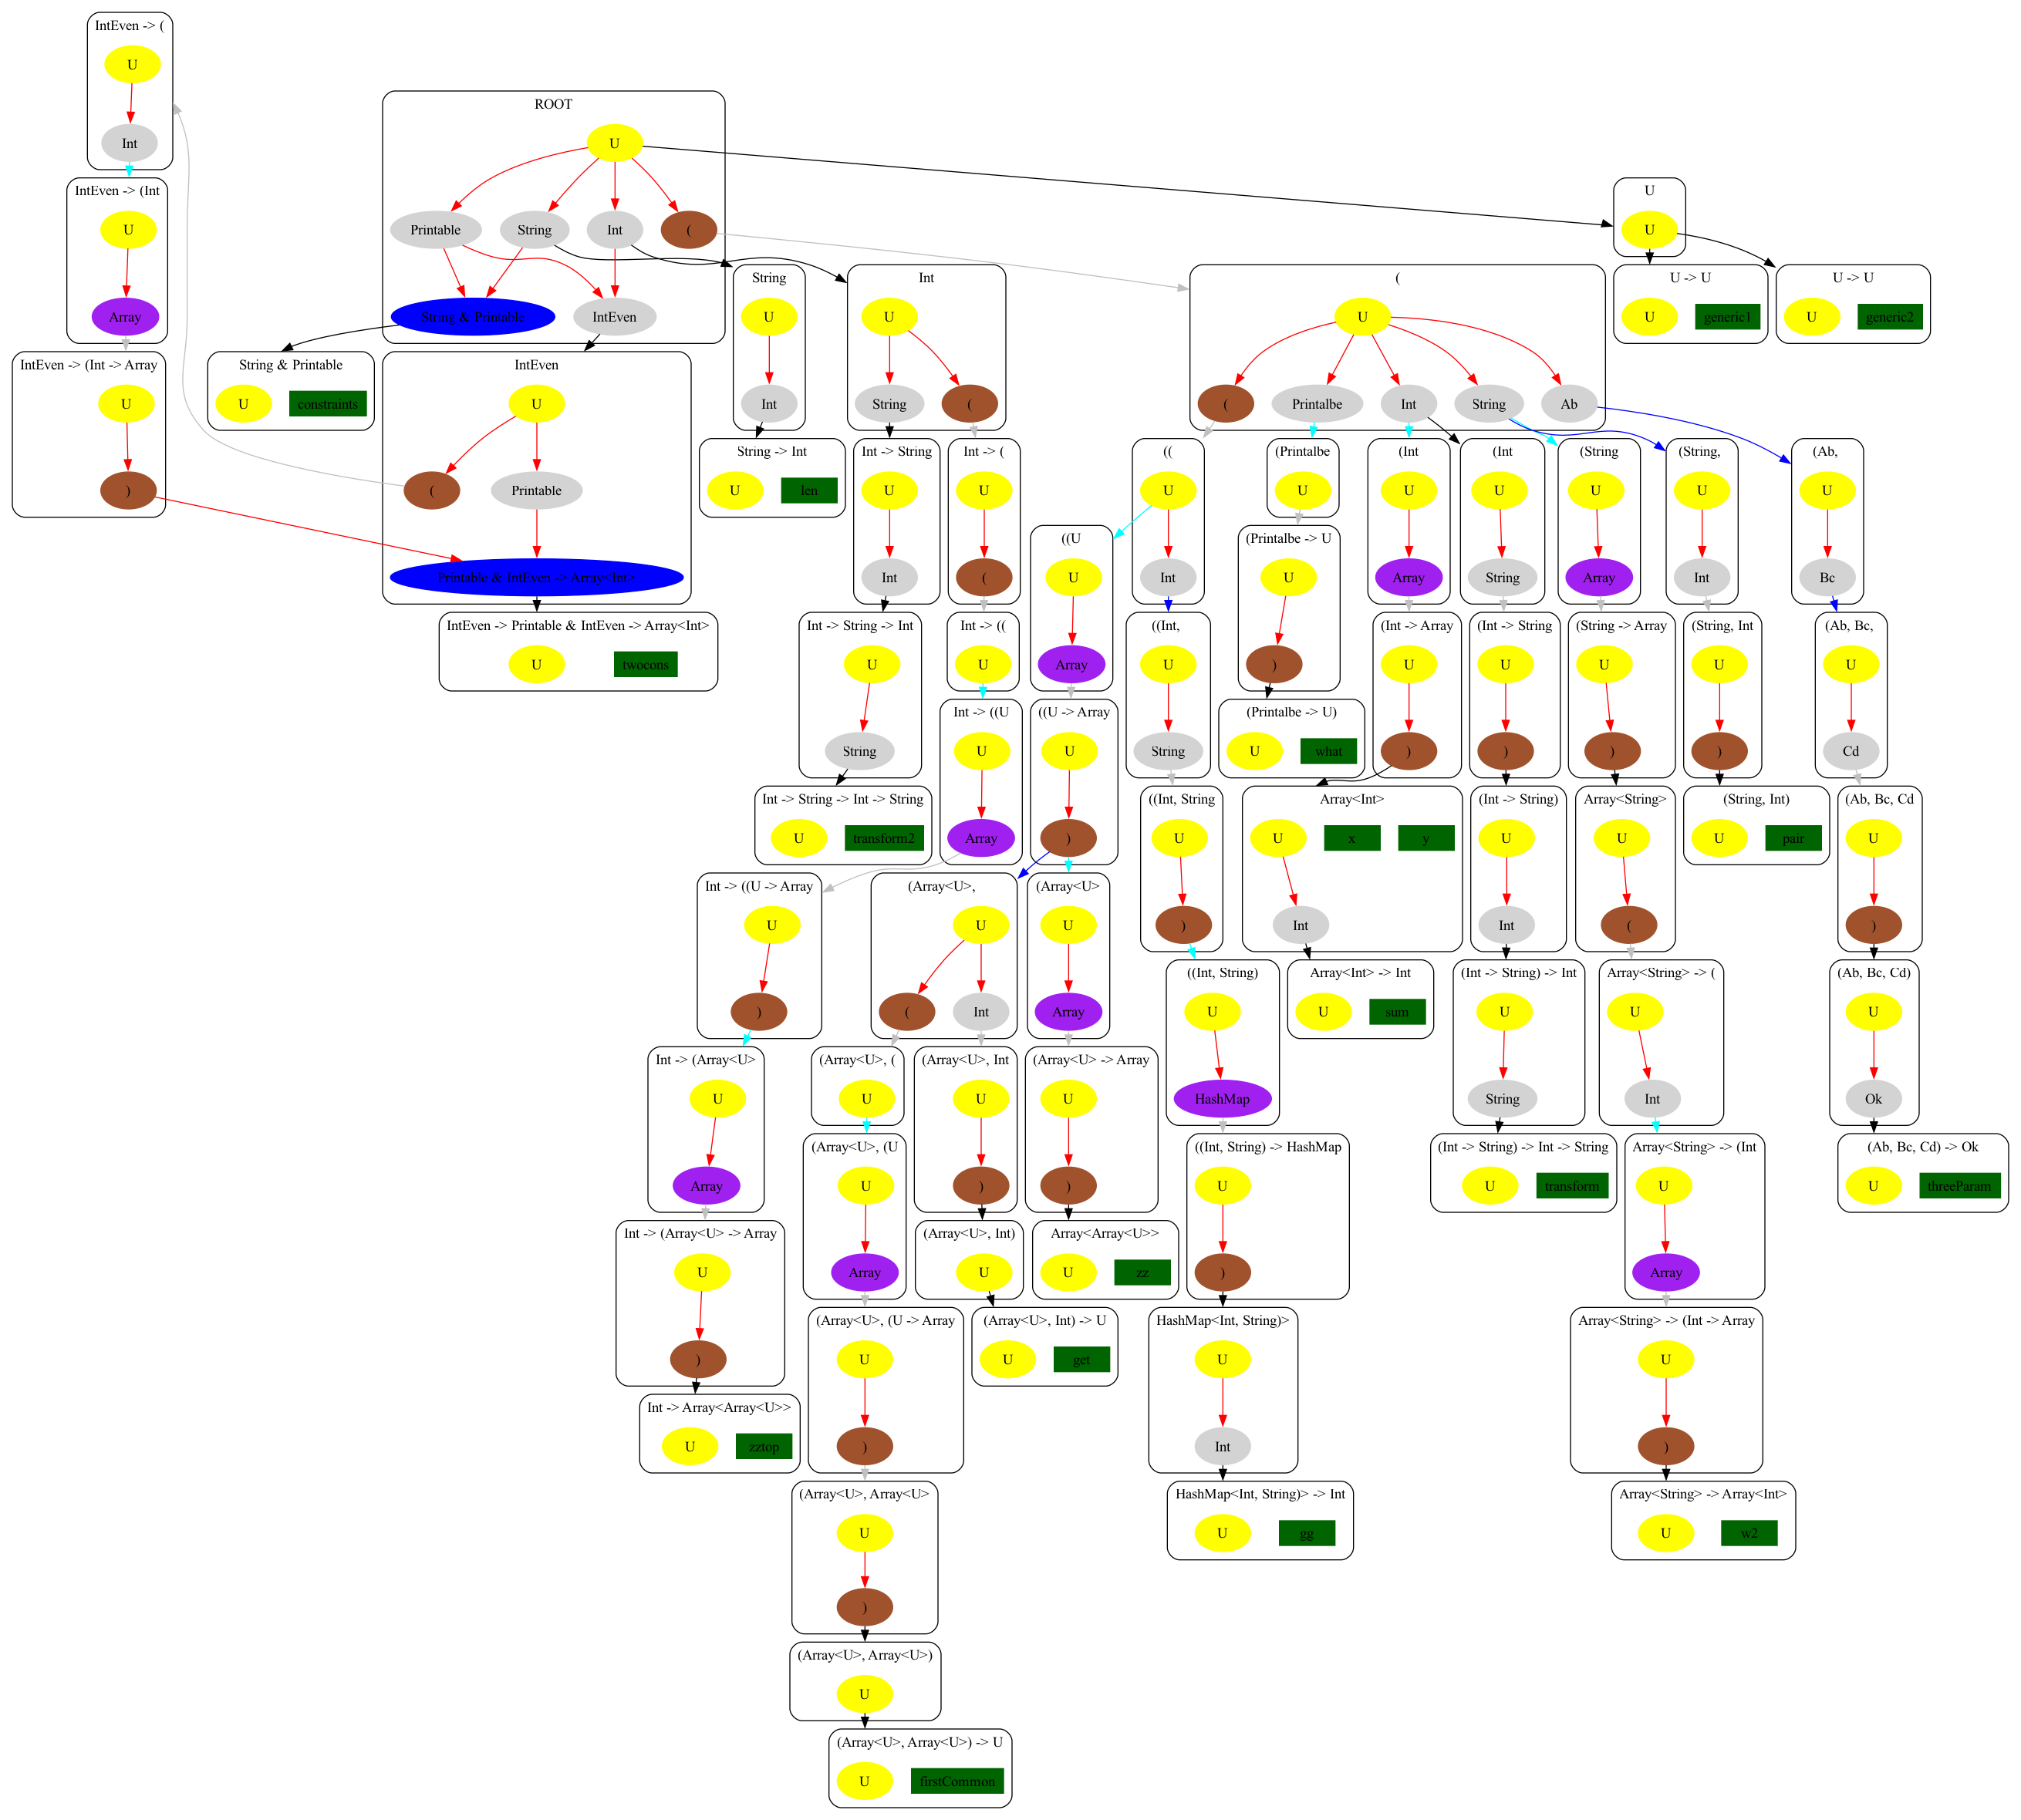 IntEven -> (
U
Int
IntEven -> (Int
U
Array
IntEven -> (Int -> Array
U
)
ROOT
U
Printable
String
Int
(
String & Printable
IntEven
String & Printable
U
constraints
IntEven
U
(
Printable
Printable & IntEven -> Array<Int>
IntEven -> Printable & IntEven -> Array<Int>
U
twocons
String
U
Int
String -> Int
U
len
Int
U
String
(
Int -> String
U
Int
Int -> String -> Int
U
String
Int -> String -> Int -> String
U
transform2
Int -> (
U
(
Int -> ((
U
Int -> ((U
U
Array
Int -> ((U -> Array
U
)
Int -> (Array<U>
U
Array
Int -> (Array<U> -> Array
U
)
Int -> Array<Array<U>>
U
zztop
(
U
(
Printalbe
Int
String
Ab
((
U
Int
((U
U
Array
((U -> Array
U
)
(Array<U>,
U
(
Int
(Array<U>, (
U
(Array<U>, (U
U
Array
(Array<U>, (U -> Array
U
)
(Array<U>, Array<U>
U
)
(Array<U>, Array<U>)
U
(Array<U>, Array<U>) -> U
U
firstCommon
(Array<U>, Int
U
)
(Array<U>, Int)
U
(Array<U>, Int) -> U
U
get
(Array<U>
U
Array
(Array<U> -> Array
U
)
Array<Array<U>>
U
zz
((Int,
U
String
((Int, String
U
)
((Int, String)
U
HashMap
((Int, String) -> HashMap
U
)
HashMap<Int, String)>
U
Int
HashMap<Int, String)> -> Int
U
gg
(Printalbe
U
(Printalbe -> U
U
)
(Printalbe -> U)
U
what
(Int
U
Array
(Int -> Array
U
)
Array<Int>
U
x
y
Int
Array<Int> -> Int
U
sum
(Int
U
String
(Int -> String
U
)
(Int -> String)
U
Int
(Int -> String) -> Int
U
String
(Int -> String) -> Int -> String
U
transform
(String
U
Array
(String -> Array
U
)
Array<String>
U
(
Array<String> -> (
U
Int
Array<String> -> (Int
U
Array
Array<String> -> (Int -> Array
U
)
Array<String> -> Array<Int>
U
w2
(String,
U
Int
(String, Int
U
)
(String, Int)
U
pair
(Ab,
U
Bc
(Ab, Bc,
U
Cd
(Ab, Bc, Cd
U
)
(Ab, Bc, Cd)
U
Ok
(Ab, Bc, Cd) -> Ok
U
threeParam
U
U
U -> U
U
generic1
U -> U
U
generic2